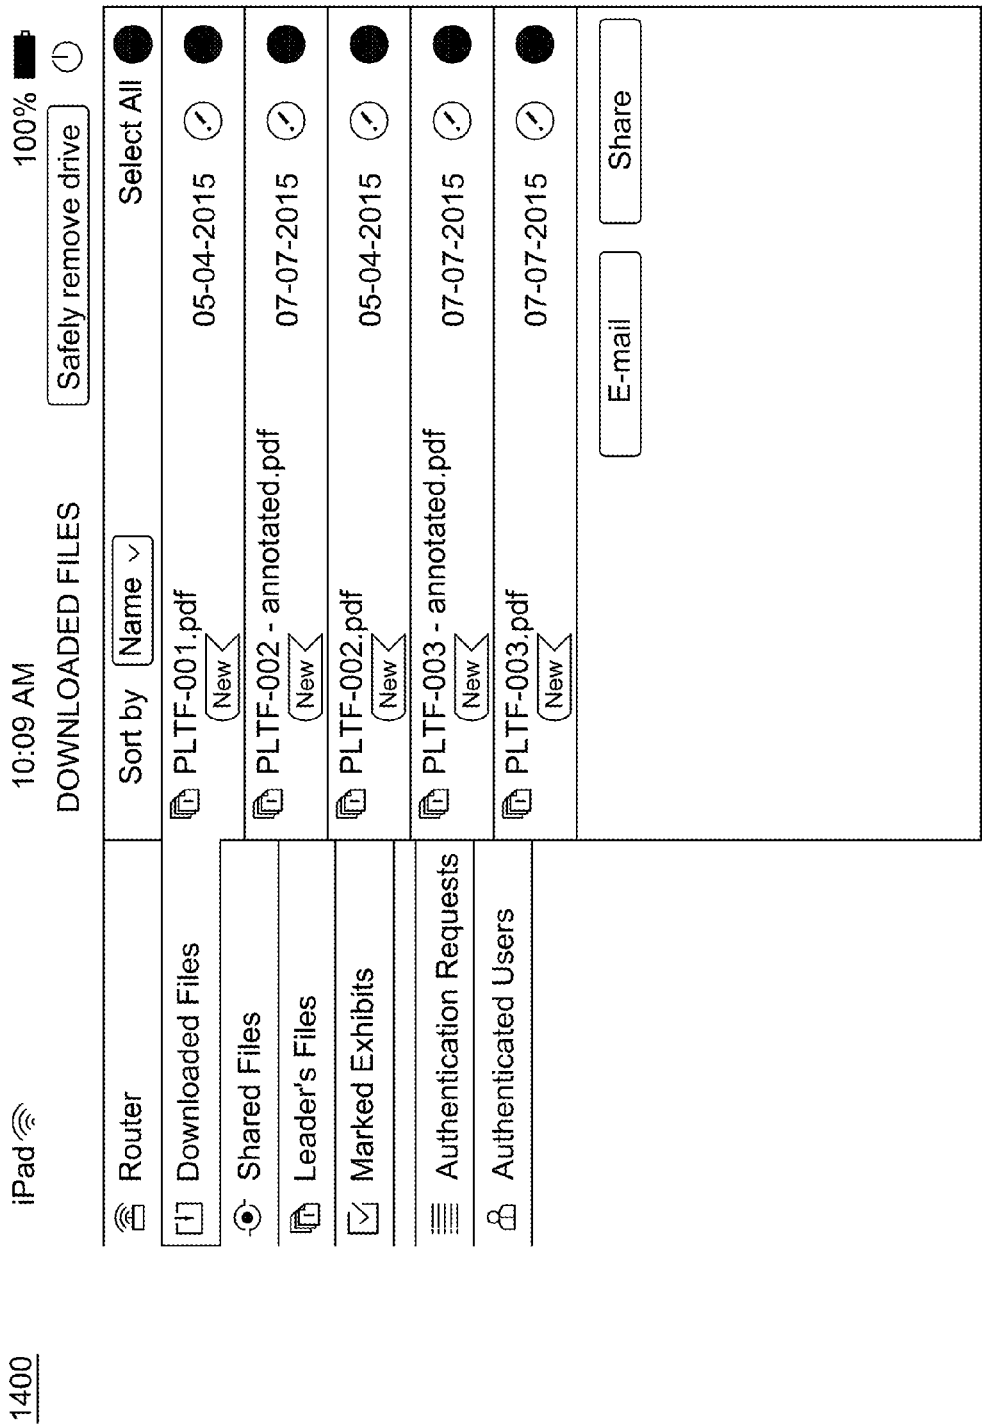 1400
iPad 10:09 AM 100%
DOWNLOADED FILES Safely remove drive
Router
Downloaded Files
Shared Files
Leader's Files
Marked Exhibits
Authentication Requests
Authenticated Users
Sort by Name Select All
PLTF-001.pdf 05-04-2015
New
PLTF-002 - annotated.pdf 07-07-2015
New
PLTF-002.pdf 05-04-2015
New
PLTF-003 - annotated.pdf 07-07-2015
New
PLTF-003.pdf 07-07-2015
New
E-mail Share